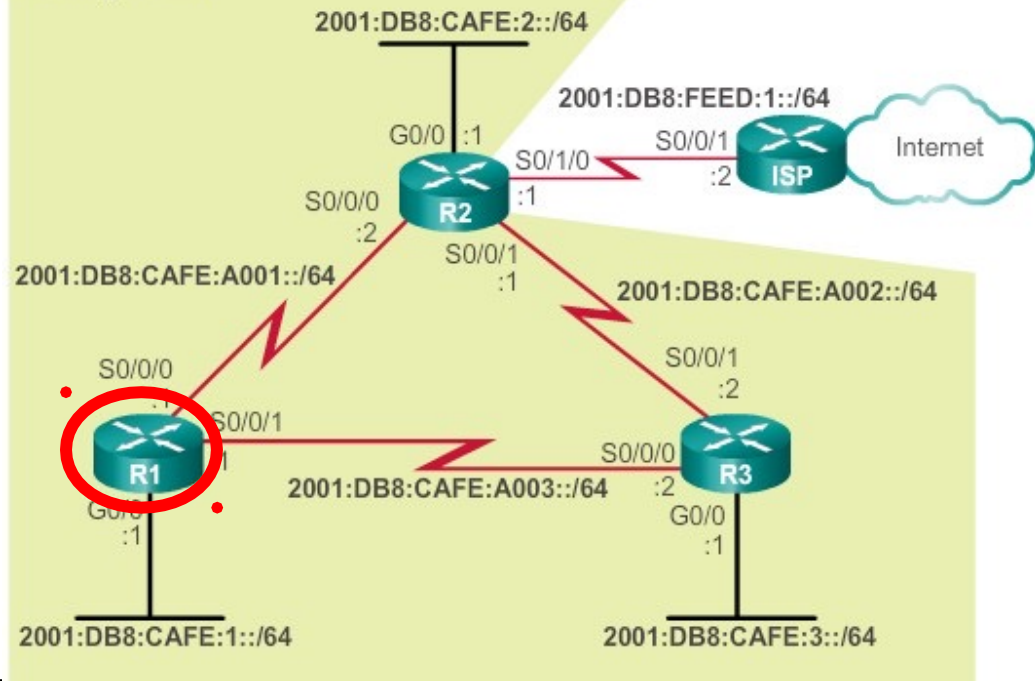 2001:DB8:CAFE:2::/64
2001:DB8:FEED:1::/64
G0/0 :1
S0/1/0
S0/0/1
Internet
:1
:2
ISP
S0/0/0
R2
:2
S0/0/1
:1
2001:DB8:CAFE:A001::/64
2001:DB8:CAFE:A002::/64
S0/0/0
S0/0/1
:2
S0/0/1
R1
S0/0/0
R3
2001:DB8:CAFE:A003::/64
:2
:1
G0/0
:1
2001:DB8:CAFE:1::/64
2001:DB8:CAFE:3::/64